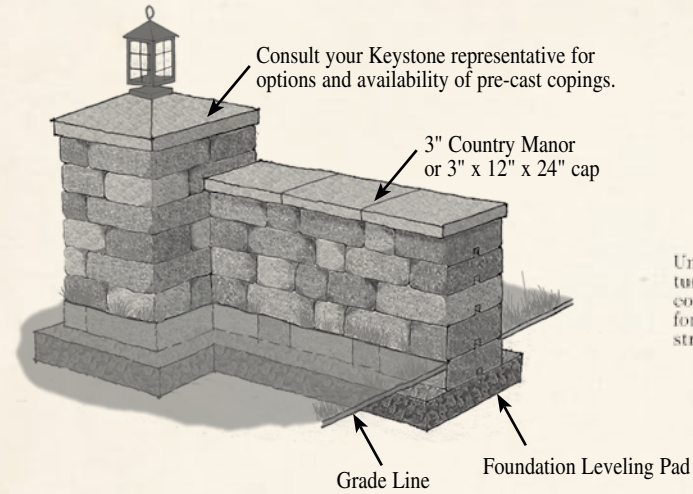 Consult your Keystone representative for
options and availability of pre-cast copings.
3" Country Manor
or 3" x 12" x 24" cap
Foundation Leveling Pad
Grade Line